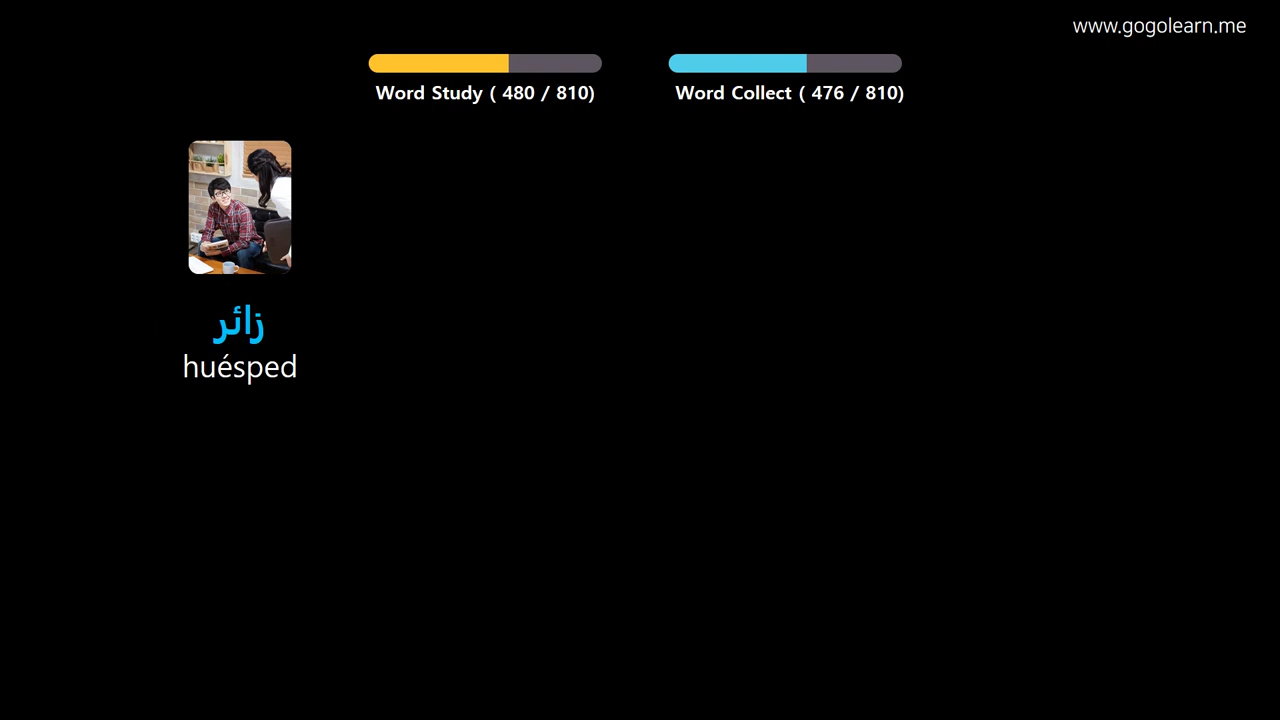 www.gogolearn.me
Word Study ( 480 / 810)
Word Collect ( 476 / 810)
زائر
huésped